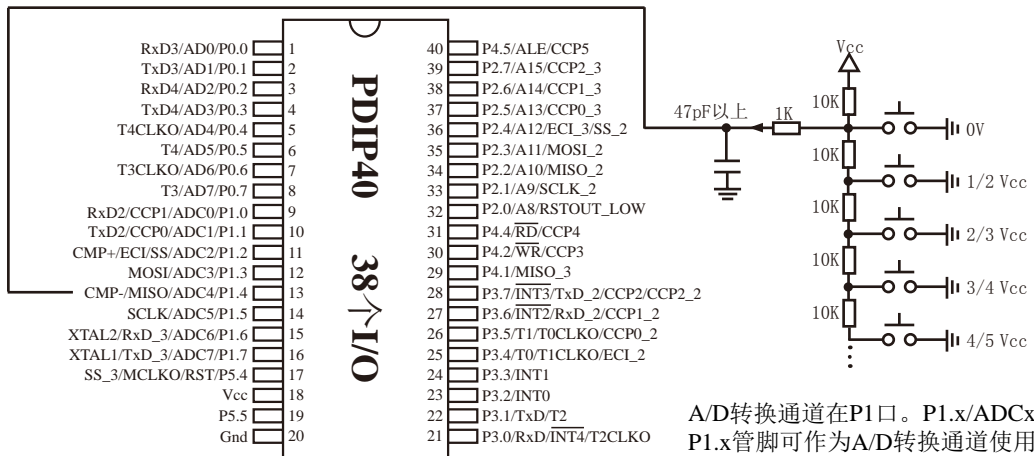 RxD3/AD0/P0.0 1
TxD3/AD1/P0.1 2
RxD4/AD2/P0.2 3
TxD4/AD3/P0.3 4
T4CLKO/AD4/P0.4 5
T4/AD5/P0.5 6
T3CLKO/AD6/P0.6 7
T3/AD7/P0.7 8
RxD2/CCP1/ADC0/P1.0 9
TxD2/CCP0/ADC1/P1.1 10
CMP+/ECI/SS/ADC2/P1.2 11
MOSI/ADC3/P1.3 12
CMP-/MISO/ADC4/P1.4 13
SCLK/ADC5/P1.5 14
XTAL2/RxD_3/ADC6/P1.6 15
XTAL1/TxD_3/ADC7/P1.7 16
SS_3/MCLKO/RST/P5.4 17
Vcc 18
P5.5 19
Gnd 20
PDIP40 38个I/O
40 P4.5/ALE/CCP5
39 P2.7/A15/CCP2_3
38 P2.6/A14/CCP1_3
37 P2.5/A13/CCP0_3
36 P2.4/A12/ECI_3/SS_2
35 P2.3/A11/MOSI_2
34 P2.2/A10/MISO_2
33 P2.1/A9/SCLK_2
32 P2.0/A8/RSTOUT_LOW
31 P4.4/RD/CCP4
30 P4.2/WR/CCP3
29 P4.1/MISO_3
28 P3.7/INT3/TxD_2/CCP2/CCP2_2
27 P3.6/INT2/RxD_2/CCP1_2
26 P3.5/T1/T0CLKO/CCP0_2
25 P3.4/T0/T1CLKO/ECI_2
24 P3.3/INT1
23 P3.2/INT0
22 P3.1/TxD/T2
21 P3.0/RxD/INT4/T2CLKO
Vcc
10K
47pF以上 1K
0V
10K
1/2 Vcc
10K
2/3 Vcc
10K
3/4 Vcc
10K
4/5 Vcc
A/D转换通道在P1口。P1.x/ADCx
P1.x管脚可作为A/D转换通道使用